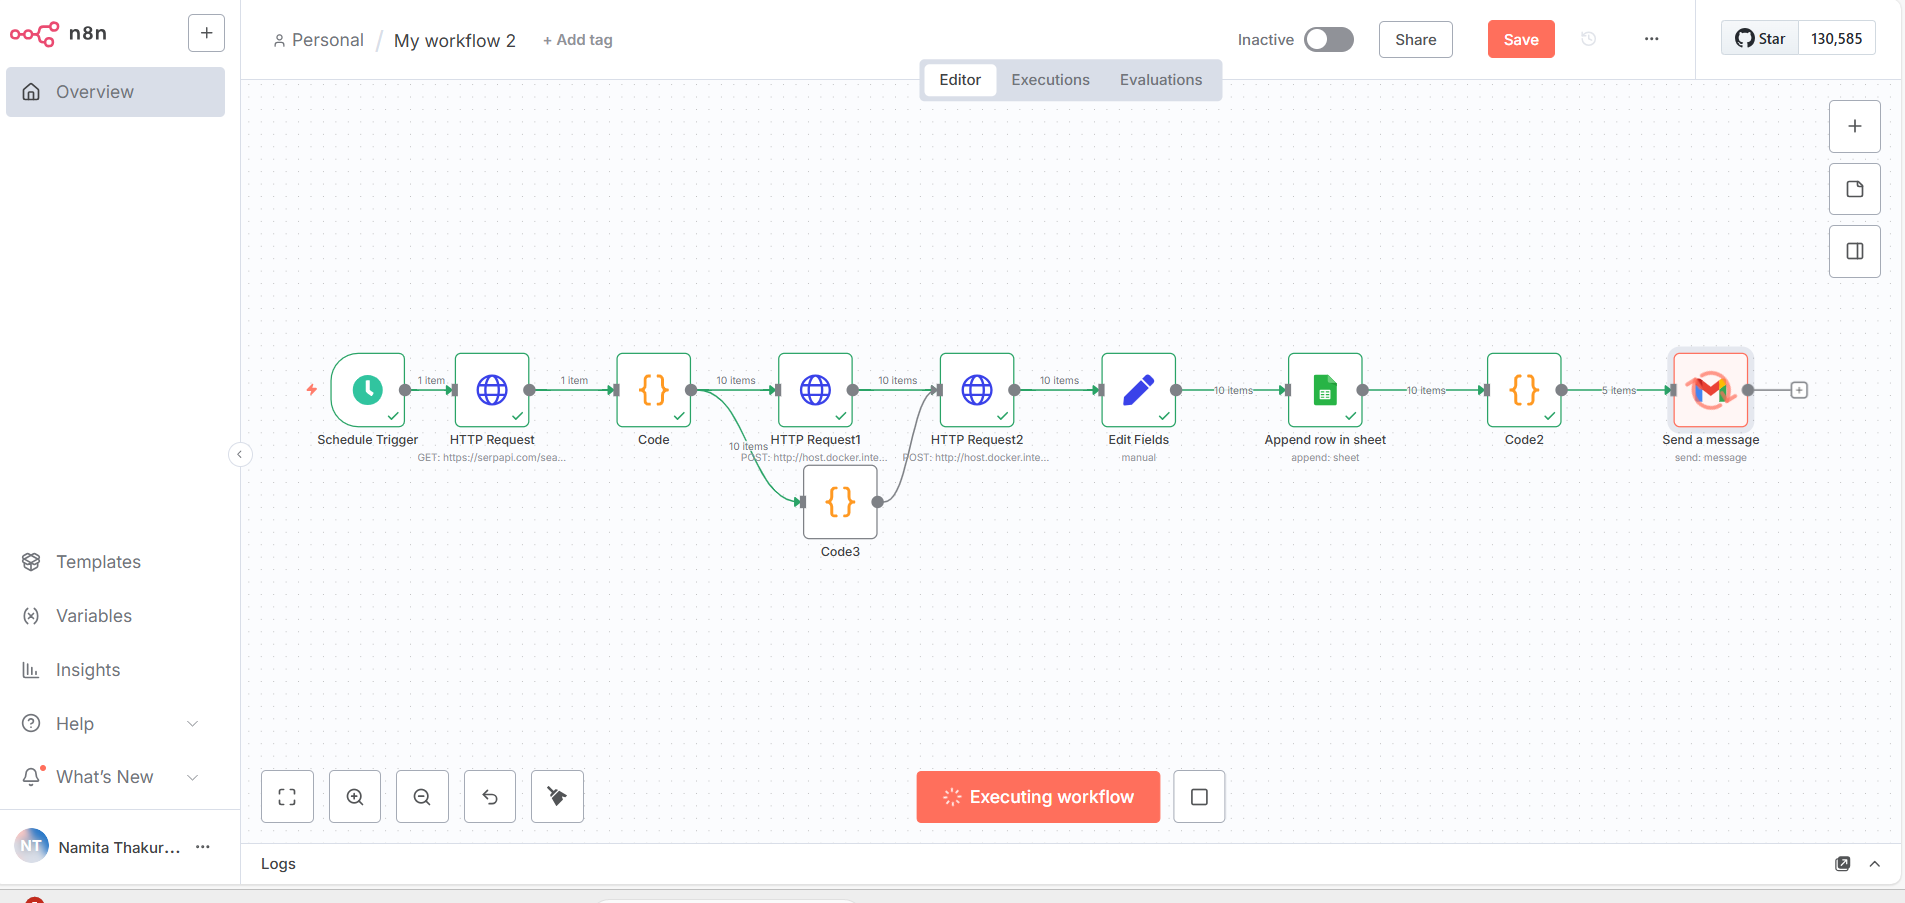 n8n
Personal / My workflow 2 + Add tag
Inactive
Share
Save
Star 130,585
Overview
Editor Executions Evaluations
1 item
1 item
10 items
10 items
10 items
10 items
10 items
5 items
10 items
Schedule Trigger
HTTP Request
GET: https://serpapi.com/sea...
Code
HTTP Request1
POST: http://host.docker.inte...
HTTP Request2
POST: http://host.docker.inte...
Edit Fields
manual
Append row in sheet
append: sheet
Code2
Send a message
send: message
Code3
Templates
Variables
Insights
Help
What's New
NT
Namita Thakur...
Executing workflow
Logs